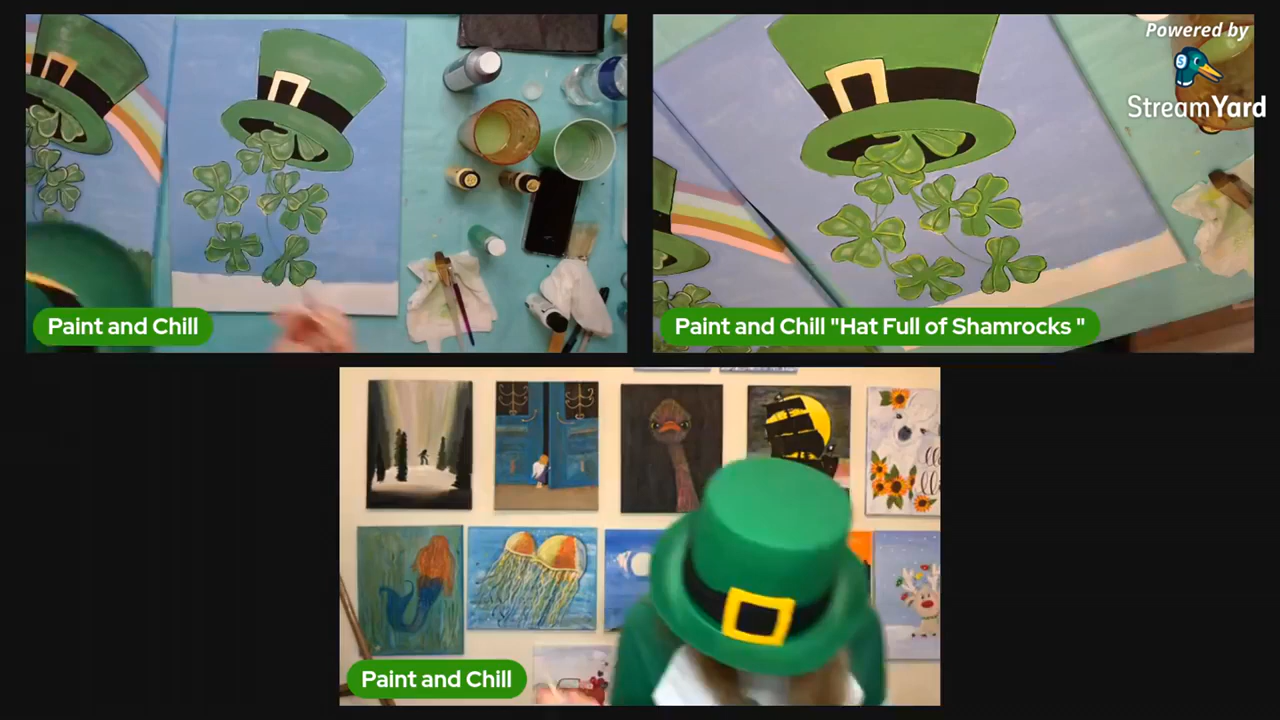 Powered by
StreamYard
Paint and Chill
Paint and Chill "Hat Full of Shamrocks "
Paint and Chill